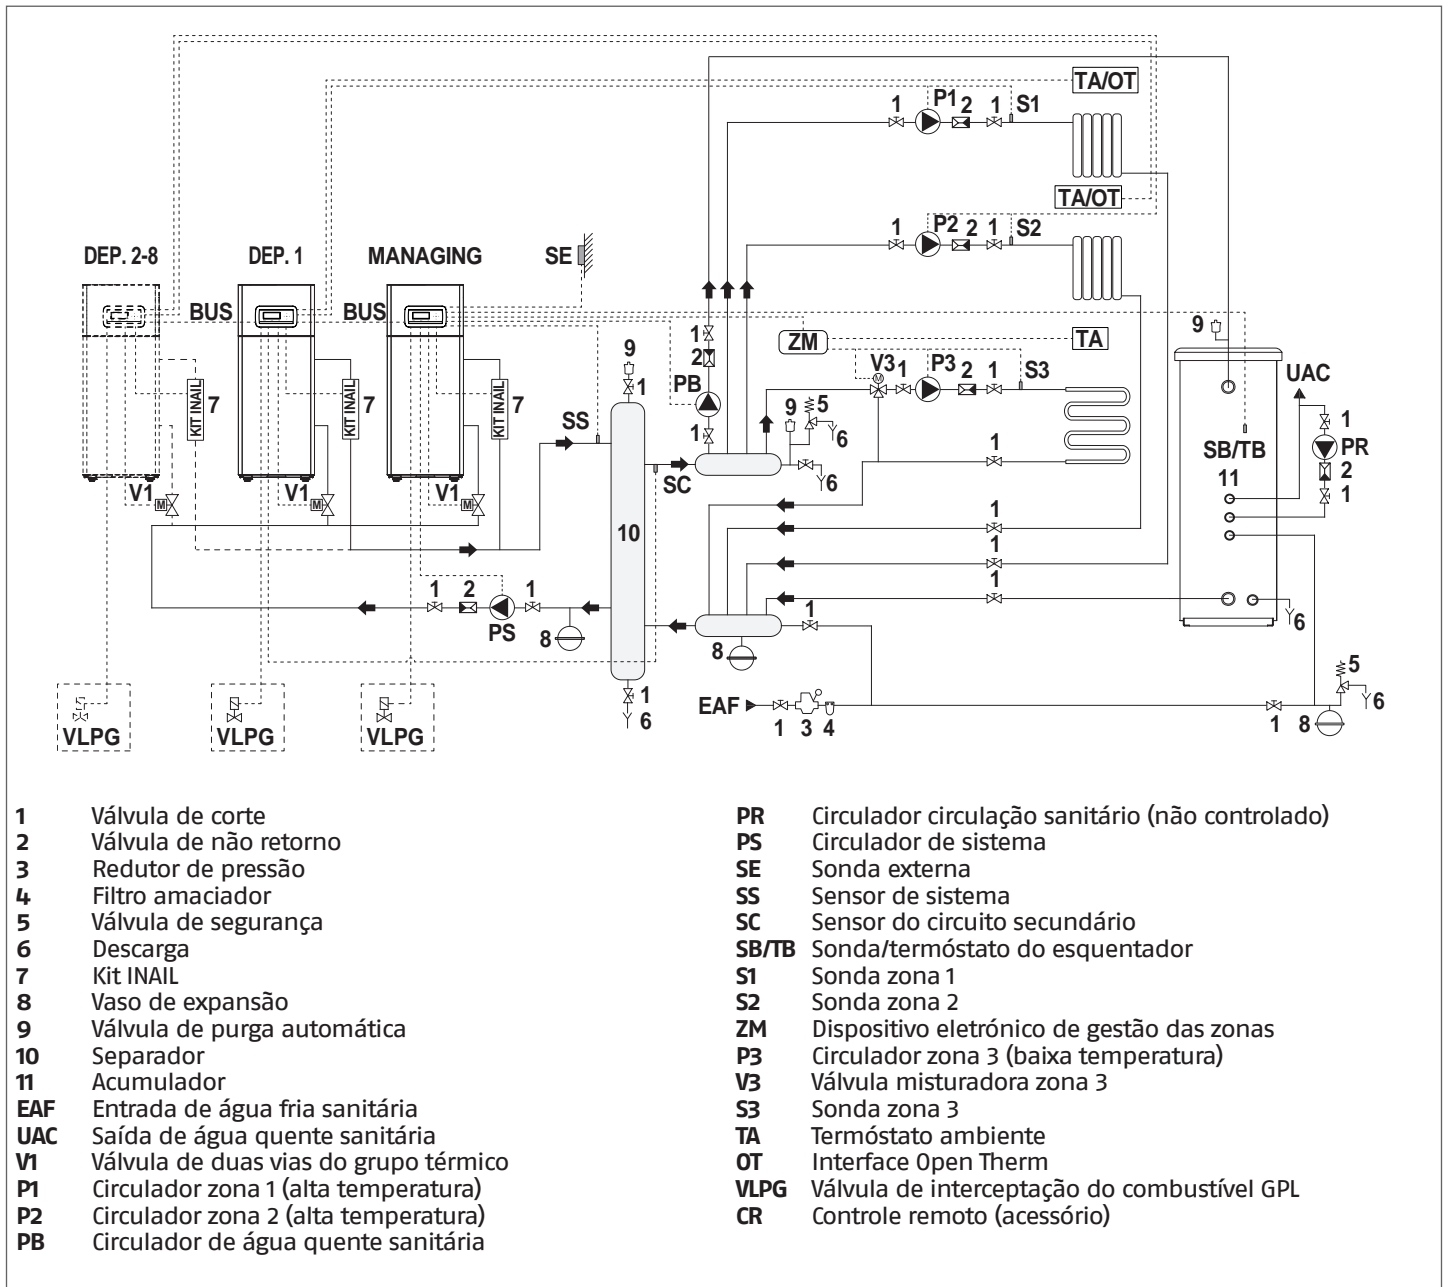 TA/OT
1 P1 2 1 S1
TA/OT
1 P2 2 1 S2
DEP. 2-8 DEP. 1 MANAGING SE
BUS BUS
9
1 ZM TA
2 V3 1 P3 2 1 S3
9 1 PB 9 5 UAC
KIT INAIL 7 KIT INAIL 7 KIT INAIL 7
SS 1 6 1 1
SB/TB PR
SC 6 11 2
V1 V1 V1 1
M M M M
10 1
1
1 2 1 1 1
PS 8 8 6
5
1 EAF 6
6 1 3 4 1 8
VLPG VLPG VLPG
1 Válvula de corte
2 Válvula de não retorno
3 Redutor de pressão
4 Filtro amaciador
5 Válvula de segurança
6 Descarga
7 Kit INAIL
8 Vaso de expansão
9 Válvula de purga automática
10 Separador
11 Acumulador
EAF Entrada de água fria sanitária
UAC Saída de água quente sanitária
V1 Válvula de duas vias do grupo térmico
P1 Circulador zona 1 (alta temperatura)
P2 Circulador zona 2 (alta temperatura)
PB Circulador de água quente sanitária
PR Circulador circulação sanitário (não controlado)
PS Circulador de sistema
SE Sonda externa
SS Sensor de sistema
SC Sensor do circuito secundário
SB/TB Sonda/termóstato do esquentador
S1 Sonda zona 1
S2 Sonda zona 2
ZM Dispositivo eletrónico de gestão das zonas
P3 Circulador zona 3 (baixa temperatura)
V3 Válvula misturadora zona 3
S3 Sonda zona 3
TA Termóstato ambiente
OT Interface Open Therm
VLPG Válvula de interceptação do combustível GPL
CR Controle remoto (acessório)